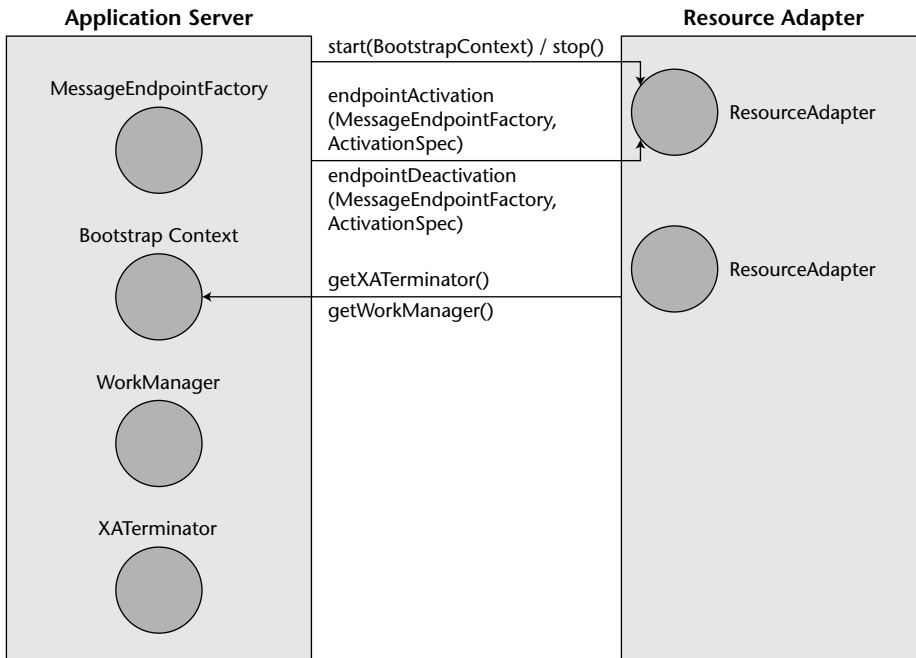 Application Server
Resource Adapter
start(BootstrapContext) / stop()
MessageEndpointFactory
endpointActivation
(MessageEndpointFactory,
ActivationSpec)
ResourceAdapter
endpointDeactivation
(MessageEndpointFactory,
ActivationSpec)
Bootstrap Context
ResourceAdapter
getXATerminator()
getWorkManager()
WorkManager
XATerminator